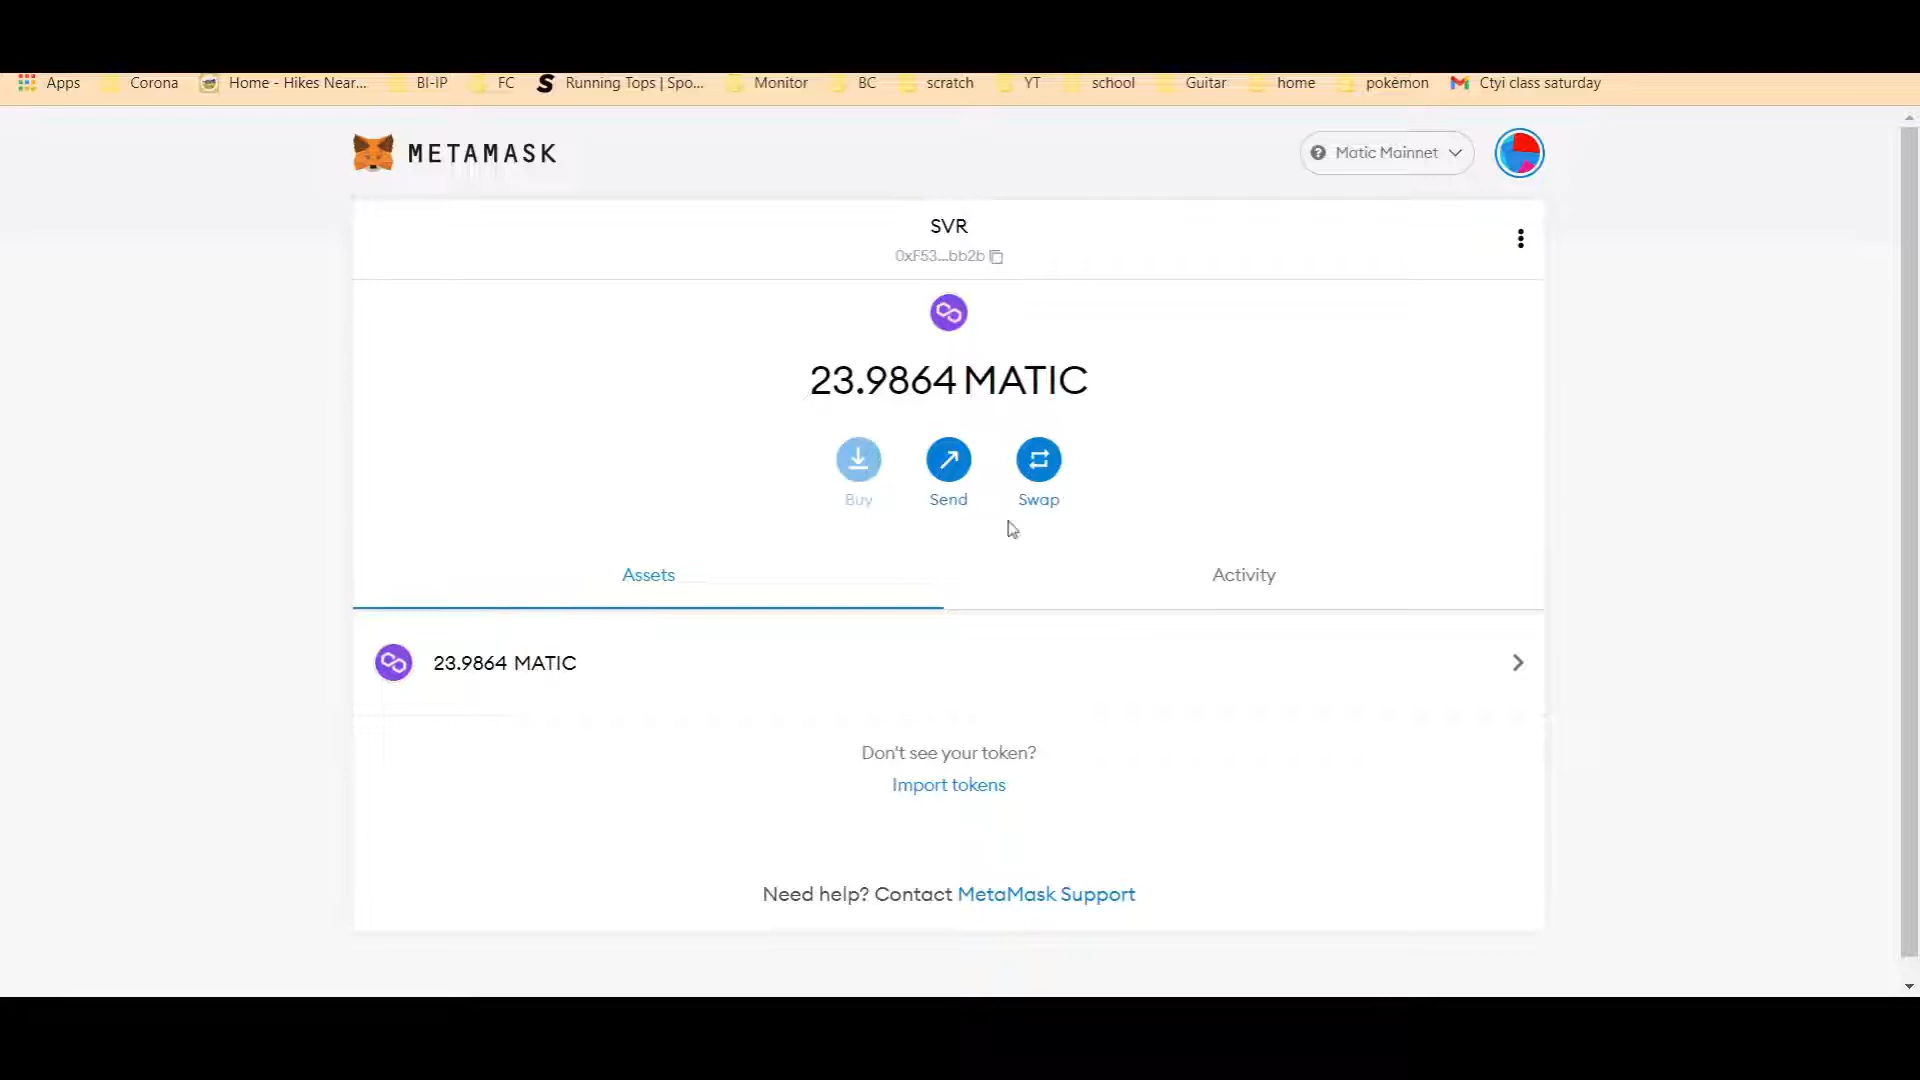 Apps Corona Home - Hikes Near... BI-IP FC Running Tops | Spo... Monitor BC scratch YT school Guitar home pokèmon Ctyi class saturday
METAMASK
Matic Mainnet
SVR
0xF53...bb2b
23.9864 MATIC
Buy Send Swap
Assets Activity
23.9864 MATIC
Don't see your token?
Import tokens
Need help? Contact MetaMask Support